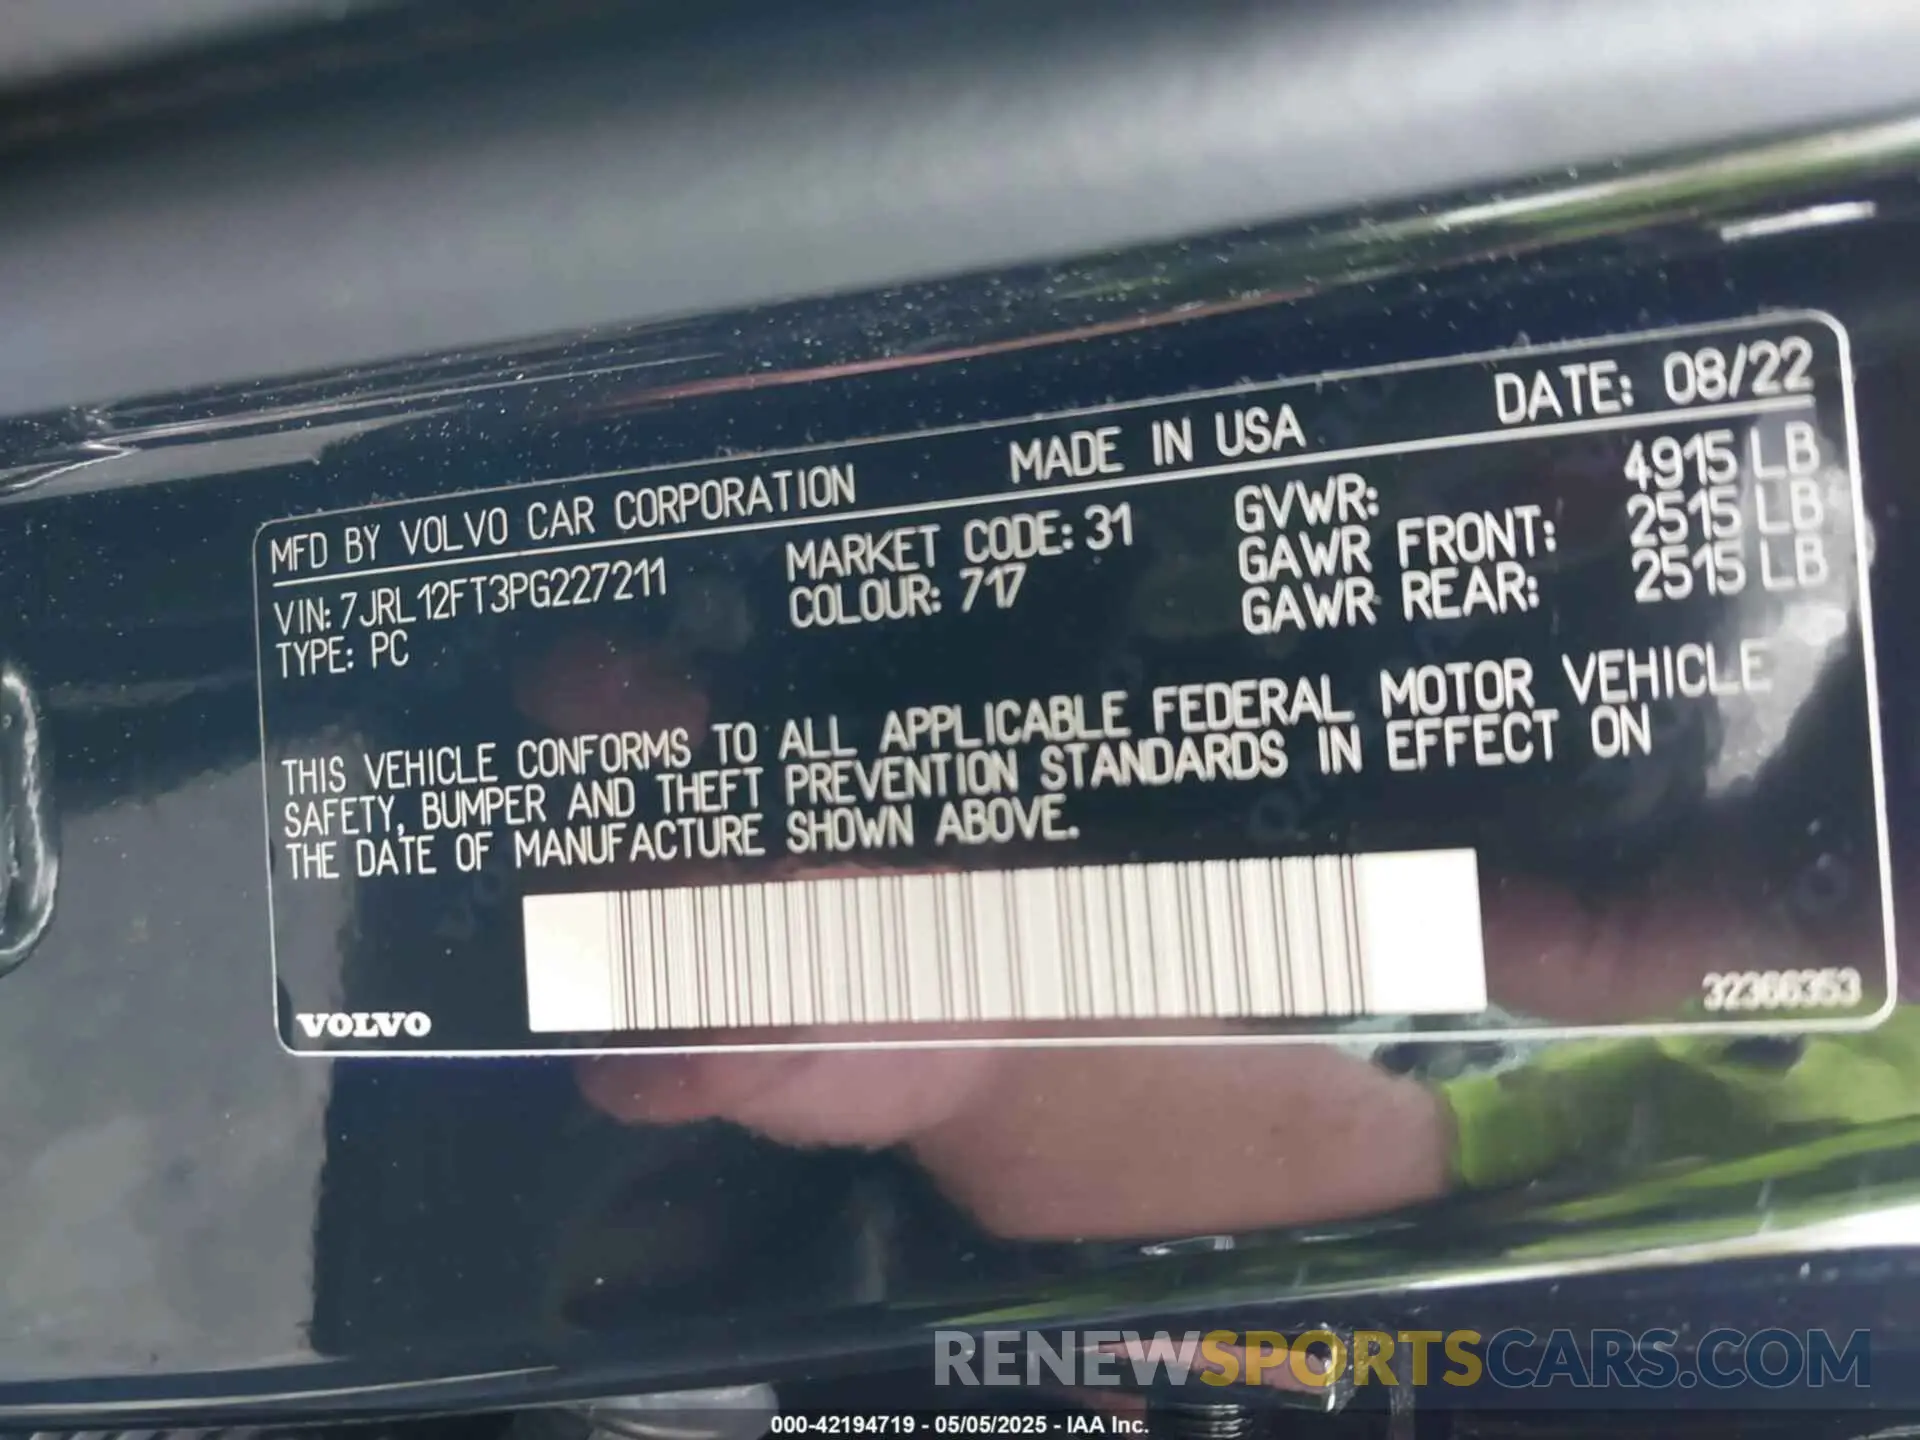 MFD BY VOLVO CAR CORPORATION MADE IN USA DATE: 08/22
VIN: 7JRL12FT3PG227211 MARKET CODE: 31 GVWR: 4915 LB
TYPE: PC COLOUR: 717 GAWR FRONT: 2515 LB
GAWR REAR: 2515 LB
THIS VEHICLE CONFORMS TO ALL APPLICABLE FEDERAL MOTOR VEHICLE
SAFETY, BUMPER AND THEFT PREVENTION STANDARDS IN EFFECT ON
THE DATE OF MANUFACTURE SHOWN ABOVE.
VOLVO 32366353
RENEWSPORTSCARS.COM
000-42194719 - 05/05/2025 - IAA Inc.